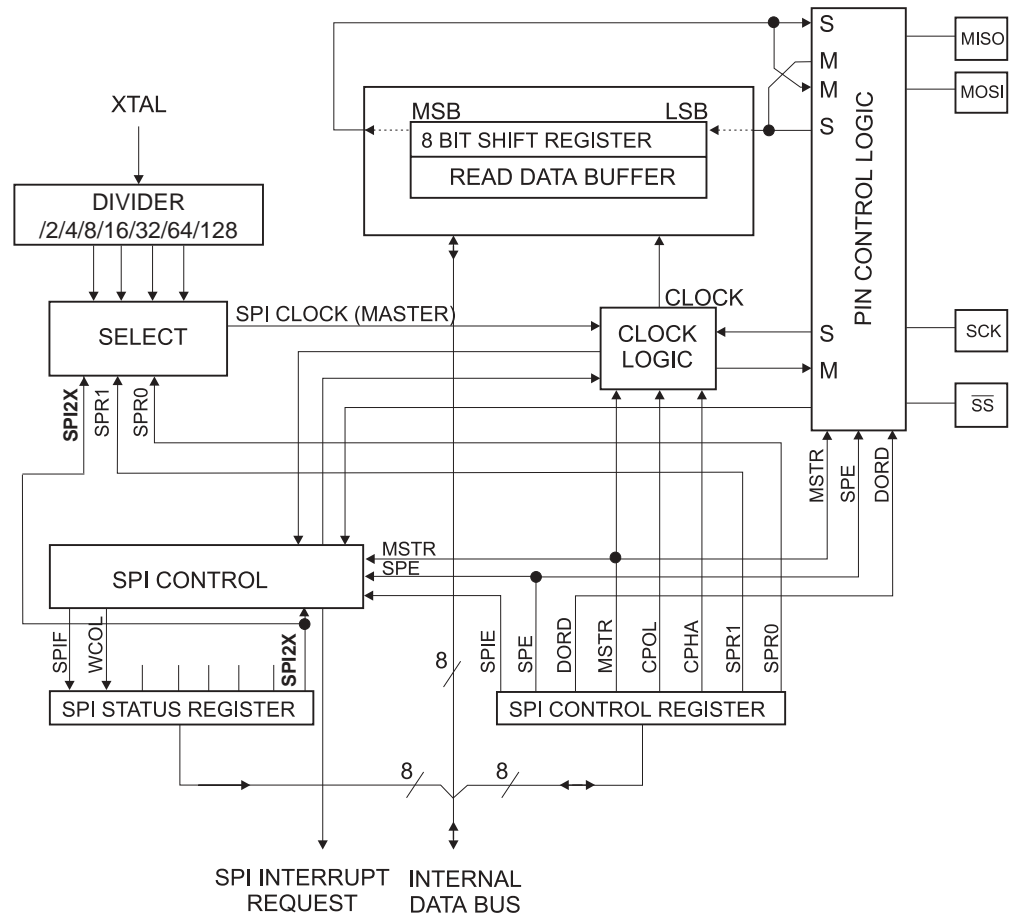 S
MISO
M
M
MOSI
XTAL
MSB
LSB
S
8 BIT SHIFT REGISTER
READ DATA BUFFER
DIVIDER
/2/4/8/16/32/64/128
PIN CONTROL LOGIC
SPI CLOCK (MASTER)
CLOCK
SELECT
CLOCK
LOGIC
S
M
SCK
SS
SPI2X
SPR1
SPR0
MSTR
SPE
DORD
MSTR
SPE
SPI CONTROL
SPIF
WCOL
SPI2X
8
SPIE
SPE
DORD
MSTR
CPOL
CPHA
SPR1
SPR0
SPI STATUS REGISTER
SPI CONTROL REGISTER
8
8
SPI INTERRUPT
REQUEST
INTERNAL
DATA BUS